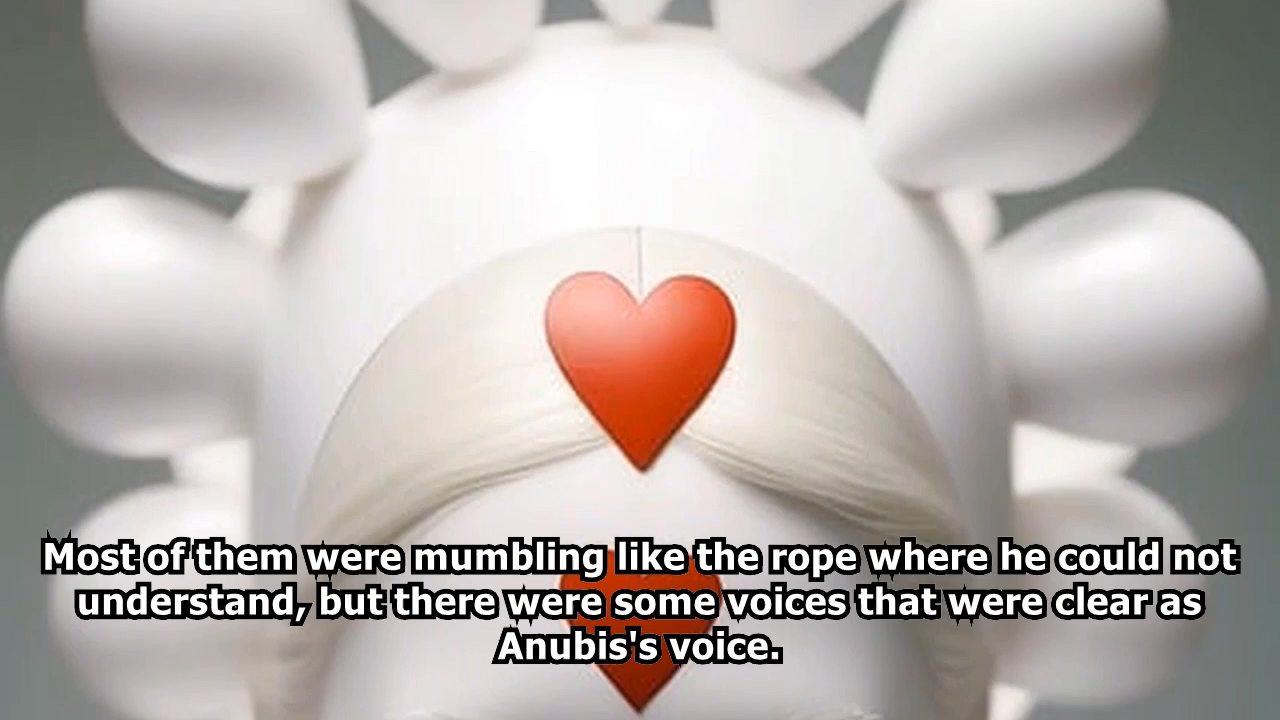 Most of them were mumbling like the rope where he could not
understand, but there were some voices that were clear as
Anubis's voice.